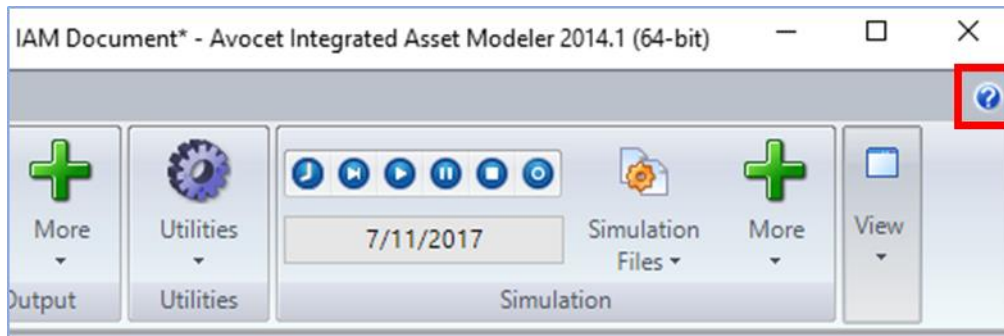 IAM Document* - Avocet Integrated Asset Modeler 2014.1 (64-bit)
?
More
Utilities
7/11/2017
Simulation
Files
More
View
Output
Utilities
Simulation